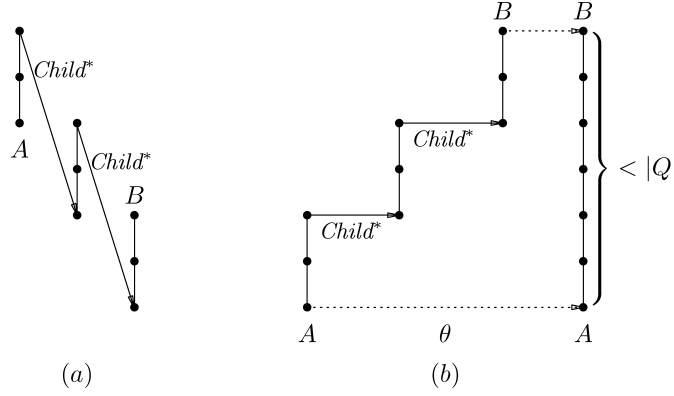 B B
Child*
Child*
A
Child*
B
< |Q
Child*
A θ A
(a) (b)